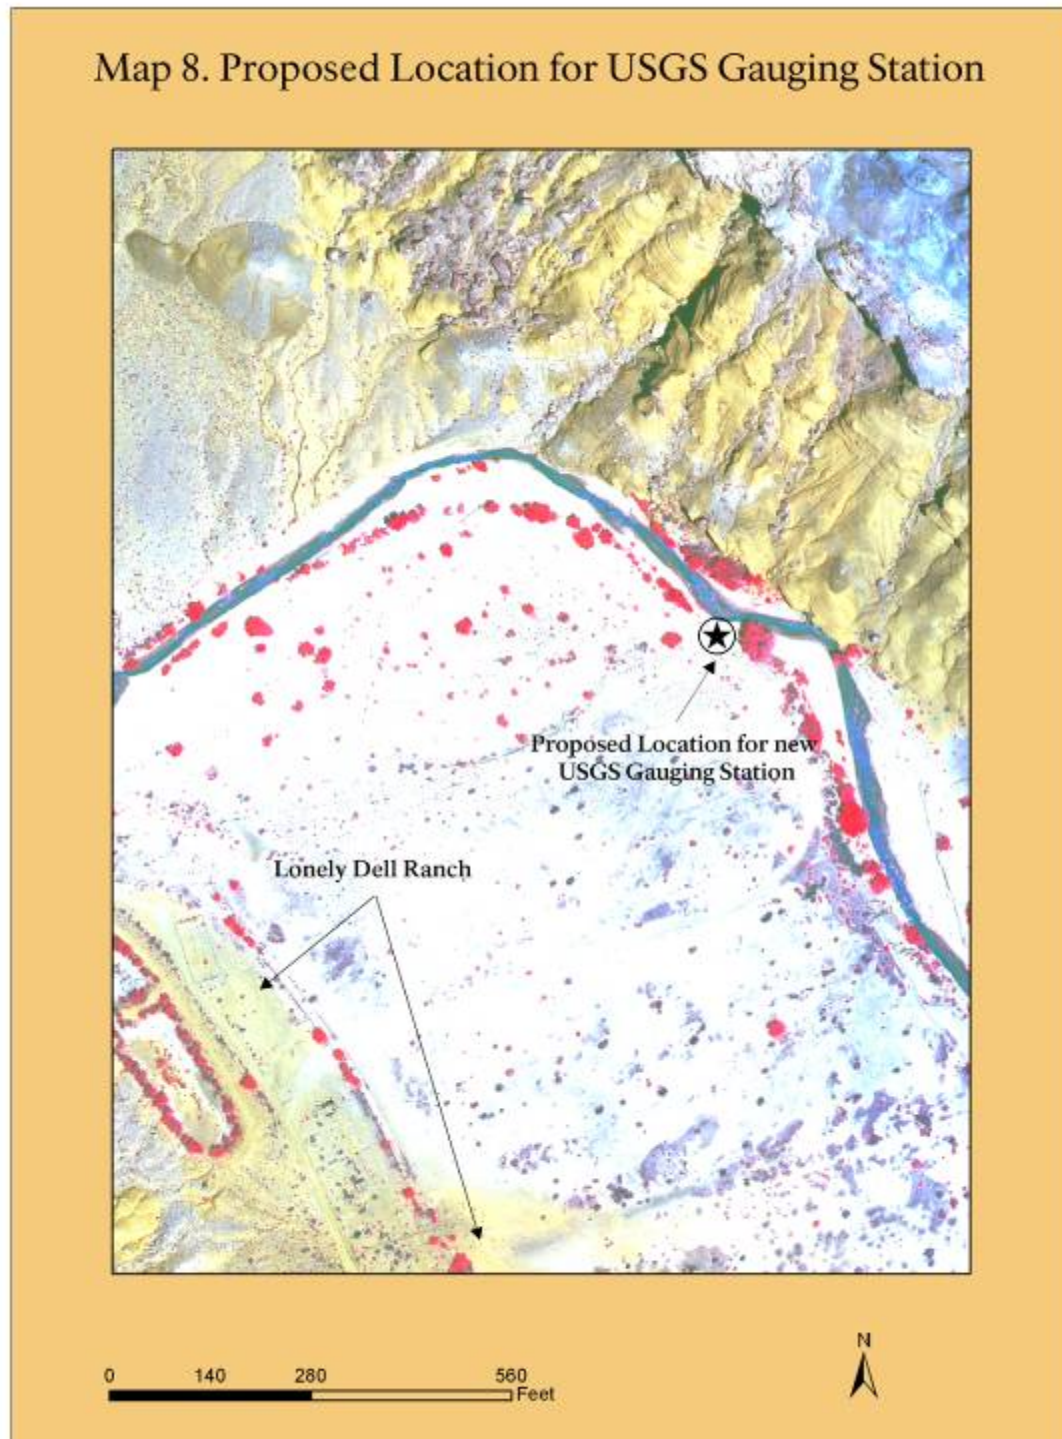 Map 8. Proposed Location for USGS Gauging Station
Proposed Location for new
USGS Gauging Station
Lonely Dell Ranch
0 140 280 560
Feet
N